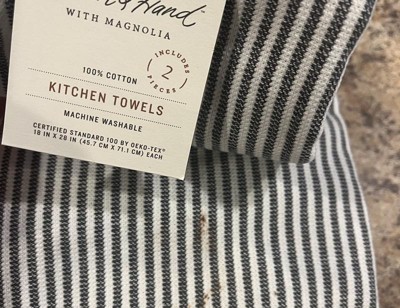 & Hand™
WITH MAGNOLIA
INCLUDES
2
PIECES
100% COTTON
KITCHEN TOWELS
MACHINE WASHABLE
CERTIFIED STANDARD 100 BY OEKO-TEX®
18 IN X 28 IN (45.7 CM X 71.1 CM) EACH